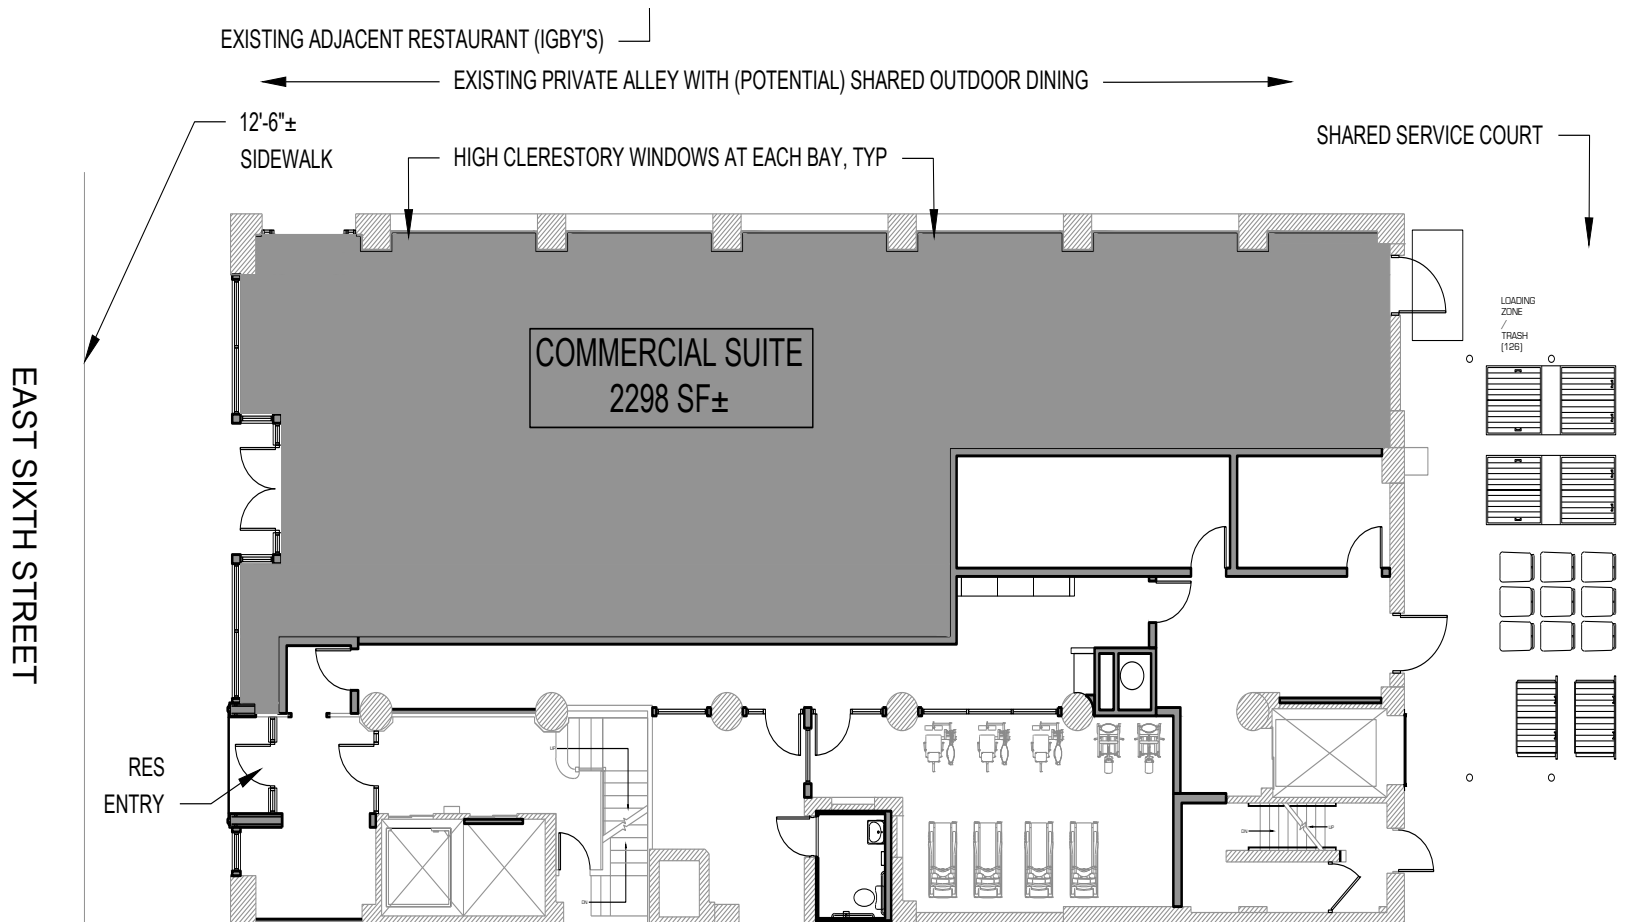 EXISTING ADJACENT RESTAURANT (IGBY'S)
EXISTING PRIVATE ALLEY WITH (POTENTIAL) SHARED OUTDOOR DINING
12'-6"±
SIDEWALK
SHARED SERVICE COURT
HIGH CLERESTORY WINDOWS AT EACH BAY, TYP
LOADING
ZONE
/
TRASH
[126]
COMMERCIAL SUITE
2298 SF±
EAST SIXTH STREET
RES
ENTRY
UP
DN
DN
UP